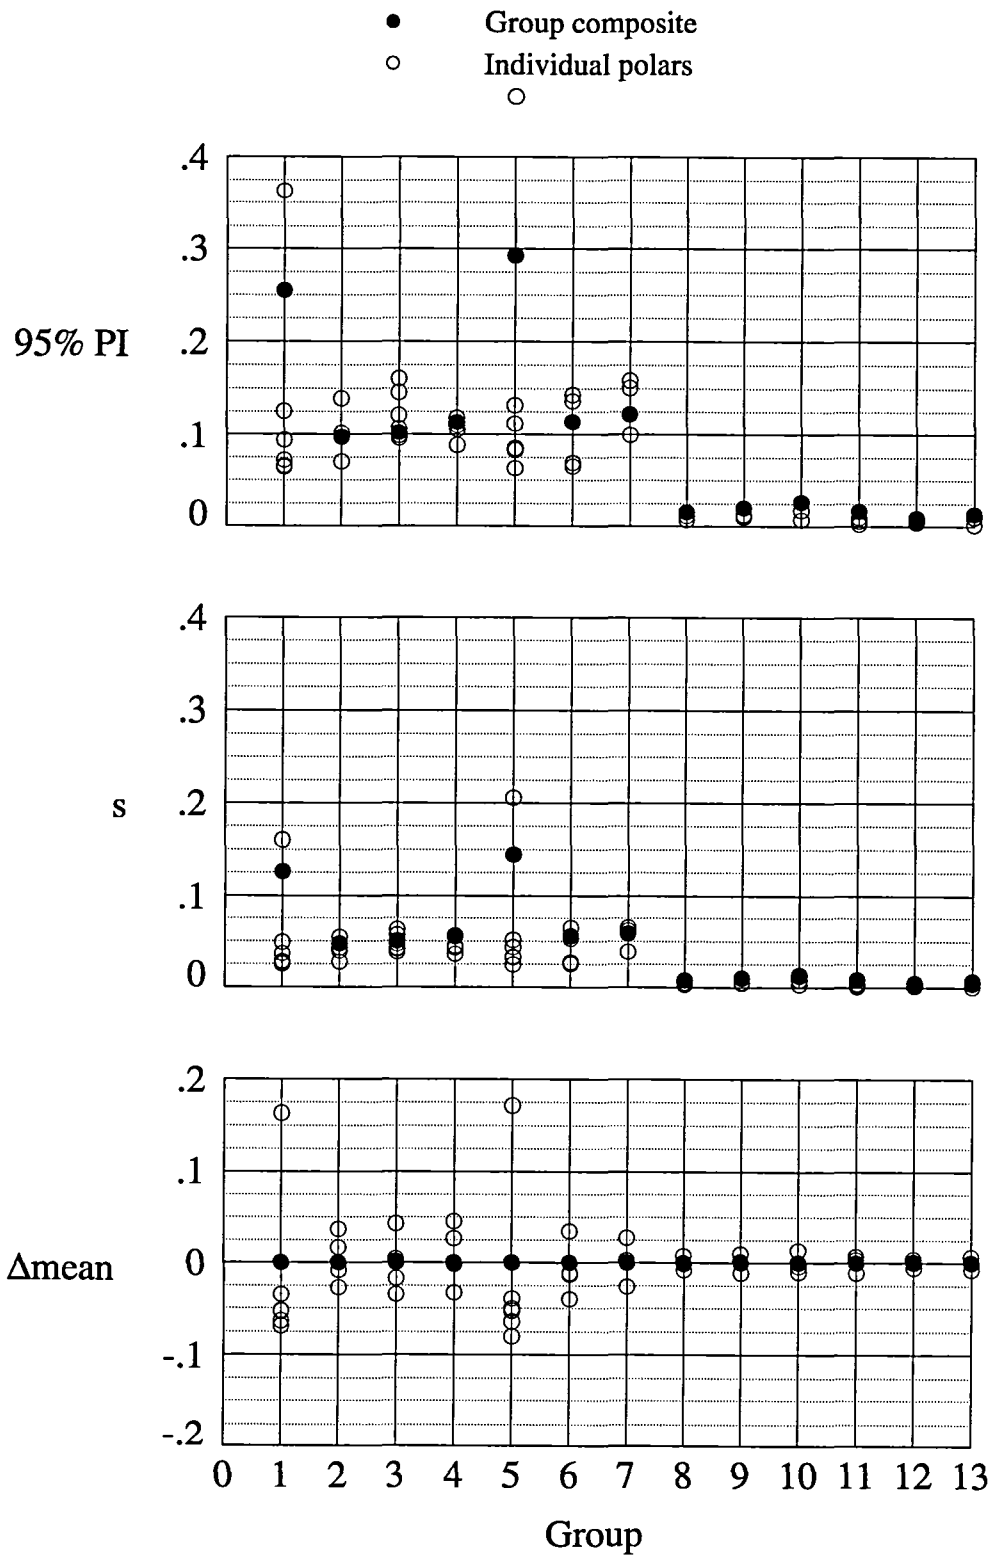 Group composite
Individual polars
.4
.3
95% PI
.2
.1
0
.4
.3
s
.2
.1
0
.2
.1
Δmean
0
-.1
-.2
0 1 2 3 4 5 6 7 8 9 10 11 12 13
Group